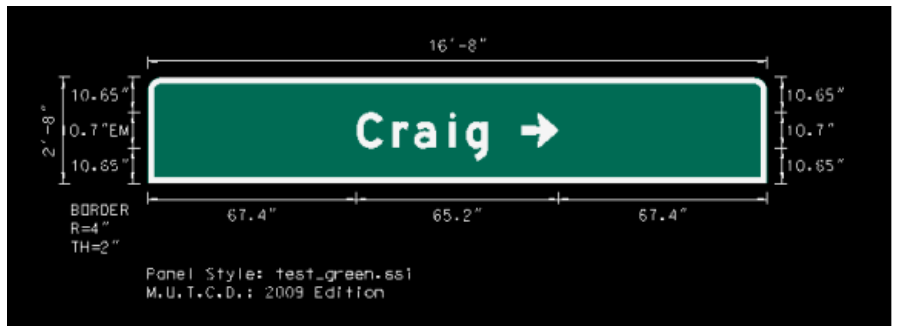 16'-8"
2'-8"
10.65" 10.65"
10.7"EM Craig → 10.7"
10.65" 10.65"
67.4" 65.2" 67.4"
BORDER
R=4"
TH=2"
Panel Style: test_green.ssi
M.U.T.C.D.: 2009 Edition